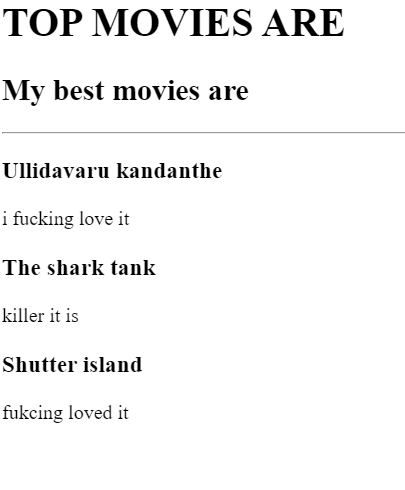 TOP MOVIES ARE
My best movies are
Ullidavaru kandanthe
i fucking love it
The shark tank
killer it is
Shutter island
fukcing loved it